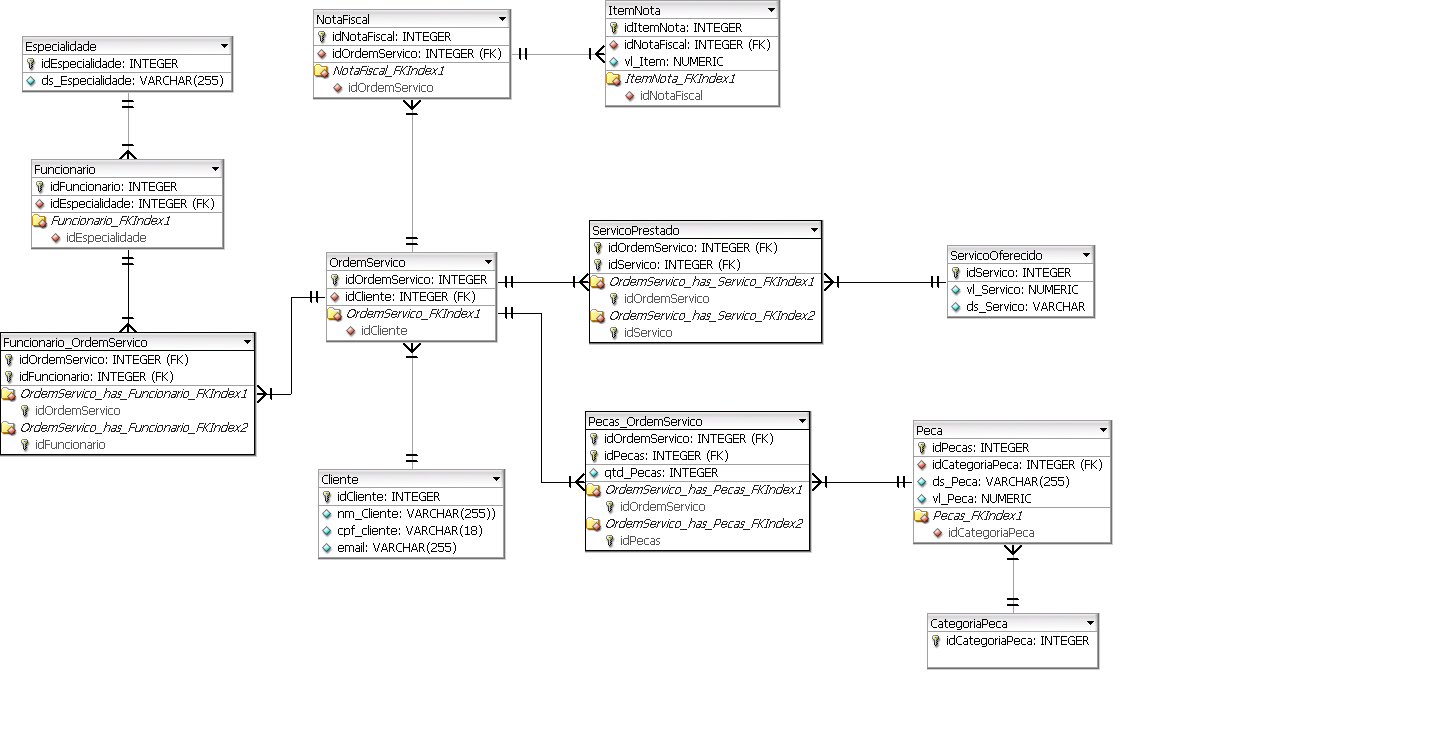 NotaFiscal
idNotaFiscal: INTEGER
idOrdemServico: INTEGER (FK)
NotaFiscal_FKIndex1
idOrdemServico
ItemNota
idItemNota: INTEGER
idNotaFiscal: INTEGER (FK)
vl_Item: NUMERIC
ItemNota_FKIndex1
idNotaFiscal
Especialidade
idEspecialidade: INTEGER
ds_Especialidade: VARCHAR(255)
Funcionario
idFuncionario: INTEGER
idEspecialidade: INTEGER (FK)
Funcionario_FKIndex1
idEspecialidade
OrdemServico
idOrdemServico: INTEGER
idCliente: INTEGER (FK)
OrdemServico_FKIndex1
idCliente
ServicoPrestado
idOrdemServico: INTEGER (FK)
idServico: INTEGER (FK)
OrdemServico_has_Servico_FKIndex1
idOrdemServico
OrdemServico_has_Servico_FKIndex2
idServico
ServicoOferecido
idServico: INTEGER
vl_Servico: NUMERIC
ds_Servico: VARCHAR
Funcionario_OrdemServico
idOrdemServico: INTEGER (FK)
idFuncionario: INTEGER (FK)
OrdemServico_has_Funcionario_FKIndex1
idOrdemServico
OrdemServico_has_Funcionario_FKIndex2
idFuncionario
Cliente
idCliente: INTEGER
nm_Cliente: VARCHAR(255))
cpf_cliente: VARCHAR(18)
email: VARCHAR(255)
Pecas_OrdemServico
idOrdemServico: INTEGER (FK)
idPecas: INTEGER (FK)
qtd_Pecas: INTEGER
OrdemServico_has_Pecas_FKIndex1
idOrdemServico
OrdemServico_has_Pecas_FKIndex2
idPecas
Peca
idPecas: INTEGER
idCategoriaPeca: INTEGER (FK)
ds_Peca: VARCHAR(255)
vl_Peca: NUMERIC
Pecas_FKIndex1
idCategoriaPeca
CategoriaPeca
idCategoriaPeca: INTEGER